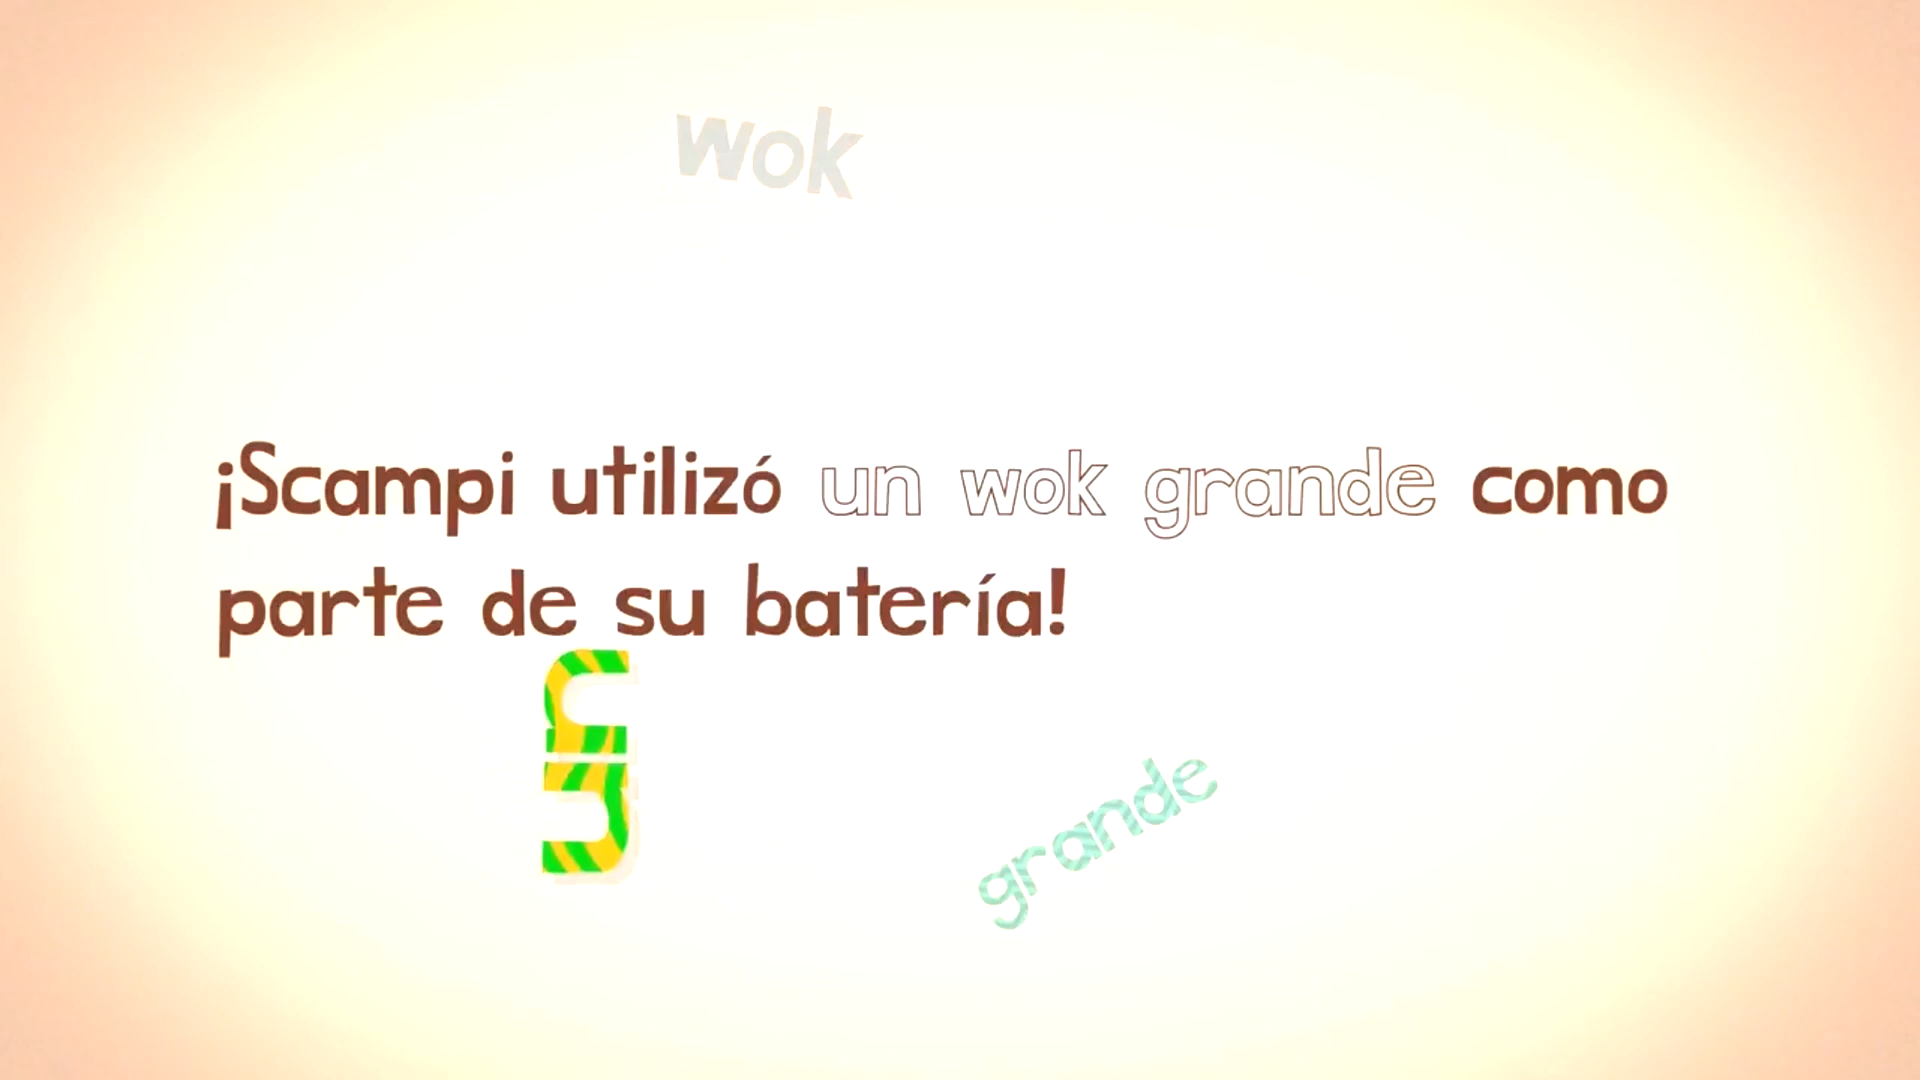 wok
¡Scampi utilizó un wok grande como
parte de su batería!
un
grande